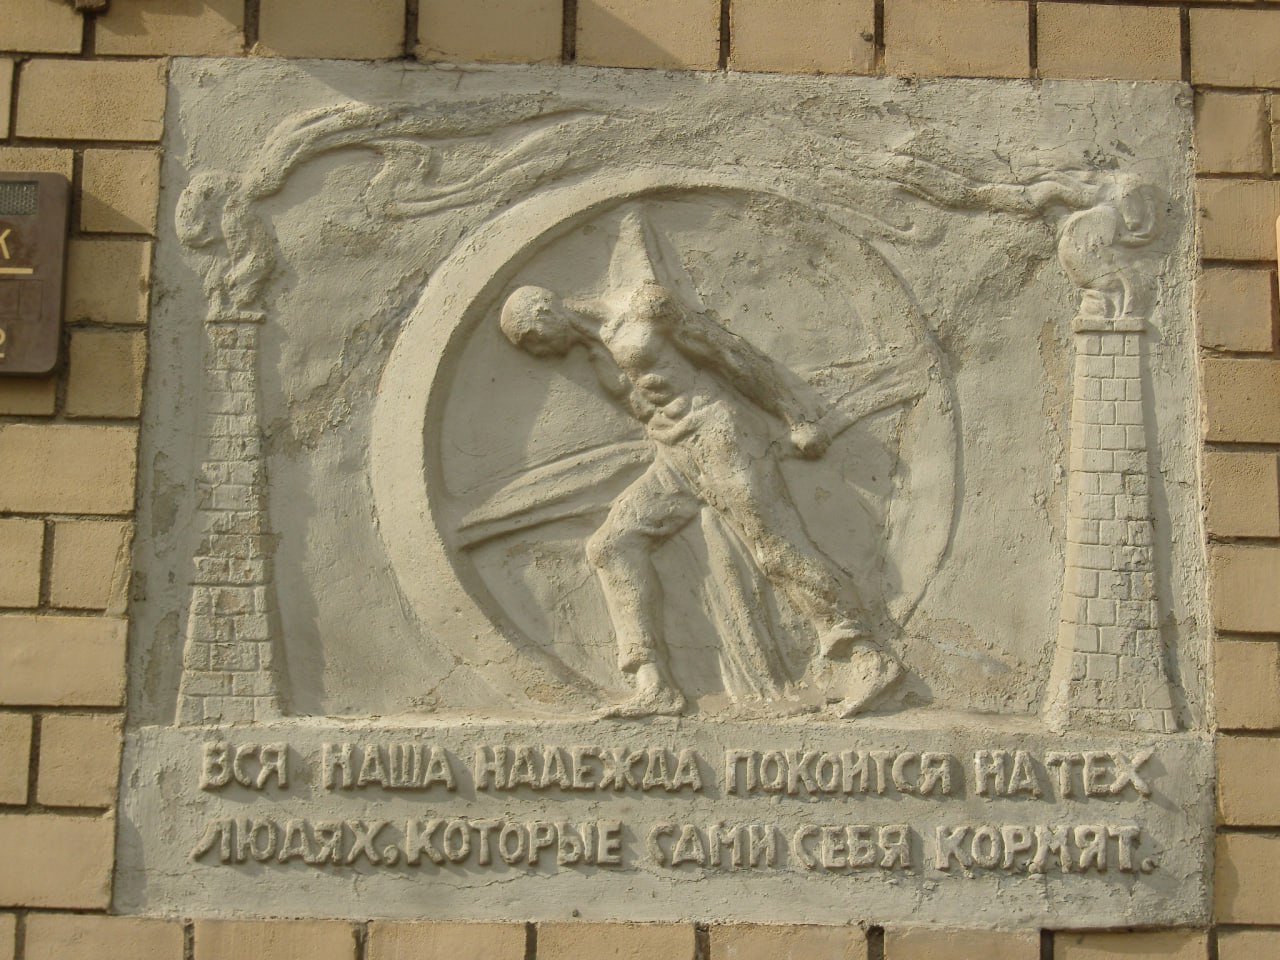 ВСЯ НАША НАДЕЖДА ПОКОИТСЯ НА ТЕХ
ЛЮДЯХ, КОТОРЫЕ САМИ СЕБЯ КОРМЯТ.